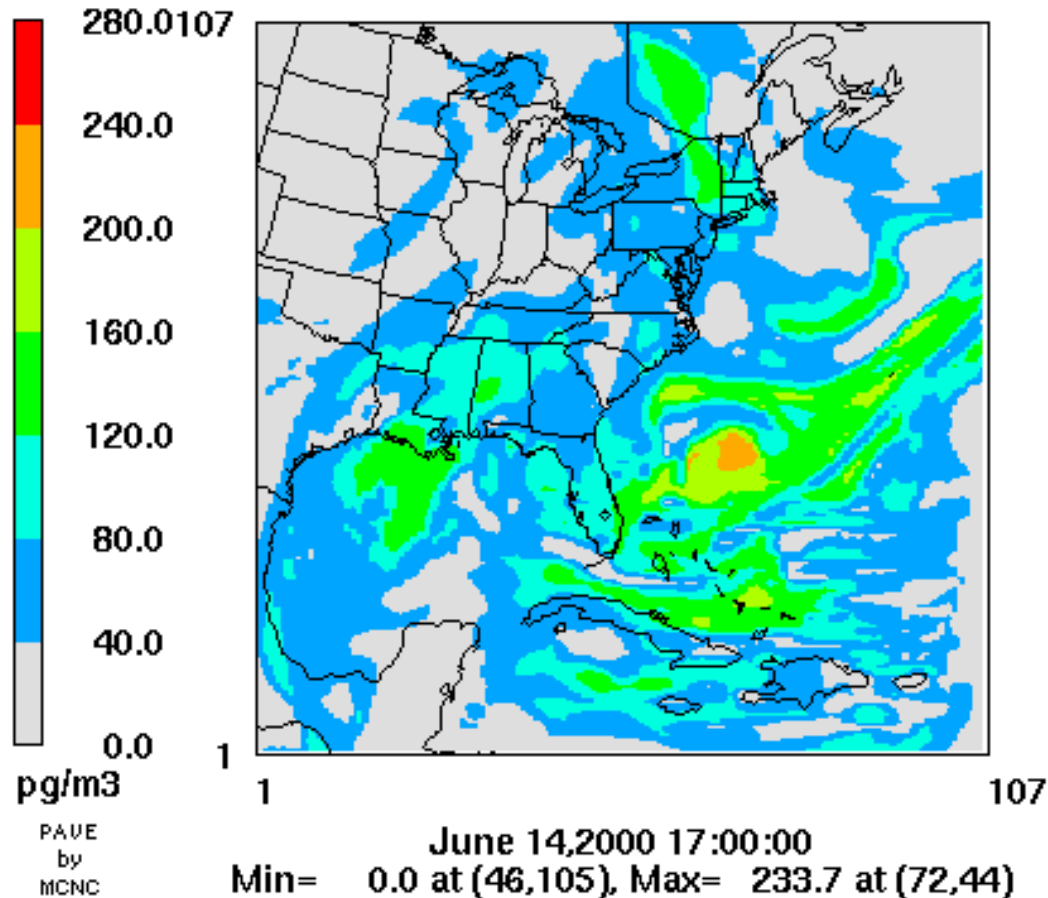 280.0
240.0
200.0
160.0
120.0
80.0
40.0
0.0
pg/m3
PAVE
by
MCNC
107
1
1
107
June 14,2000 17:00:00
Min= 0.0 at (46,105), Max= 233.7 at (72,44)